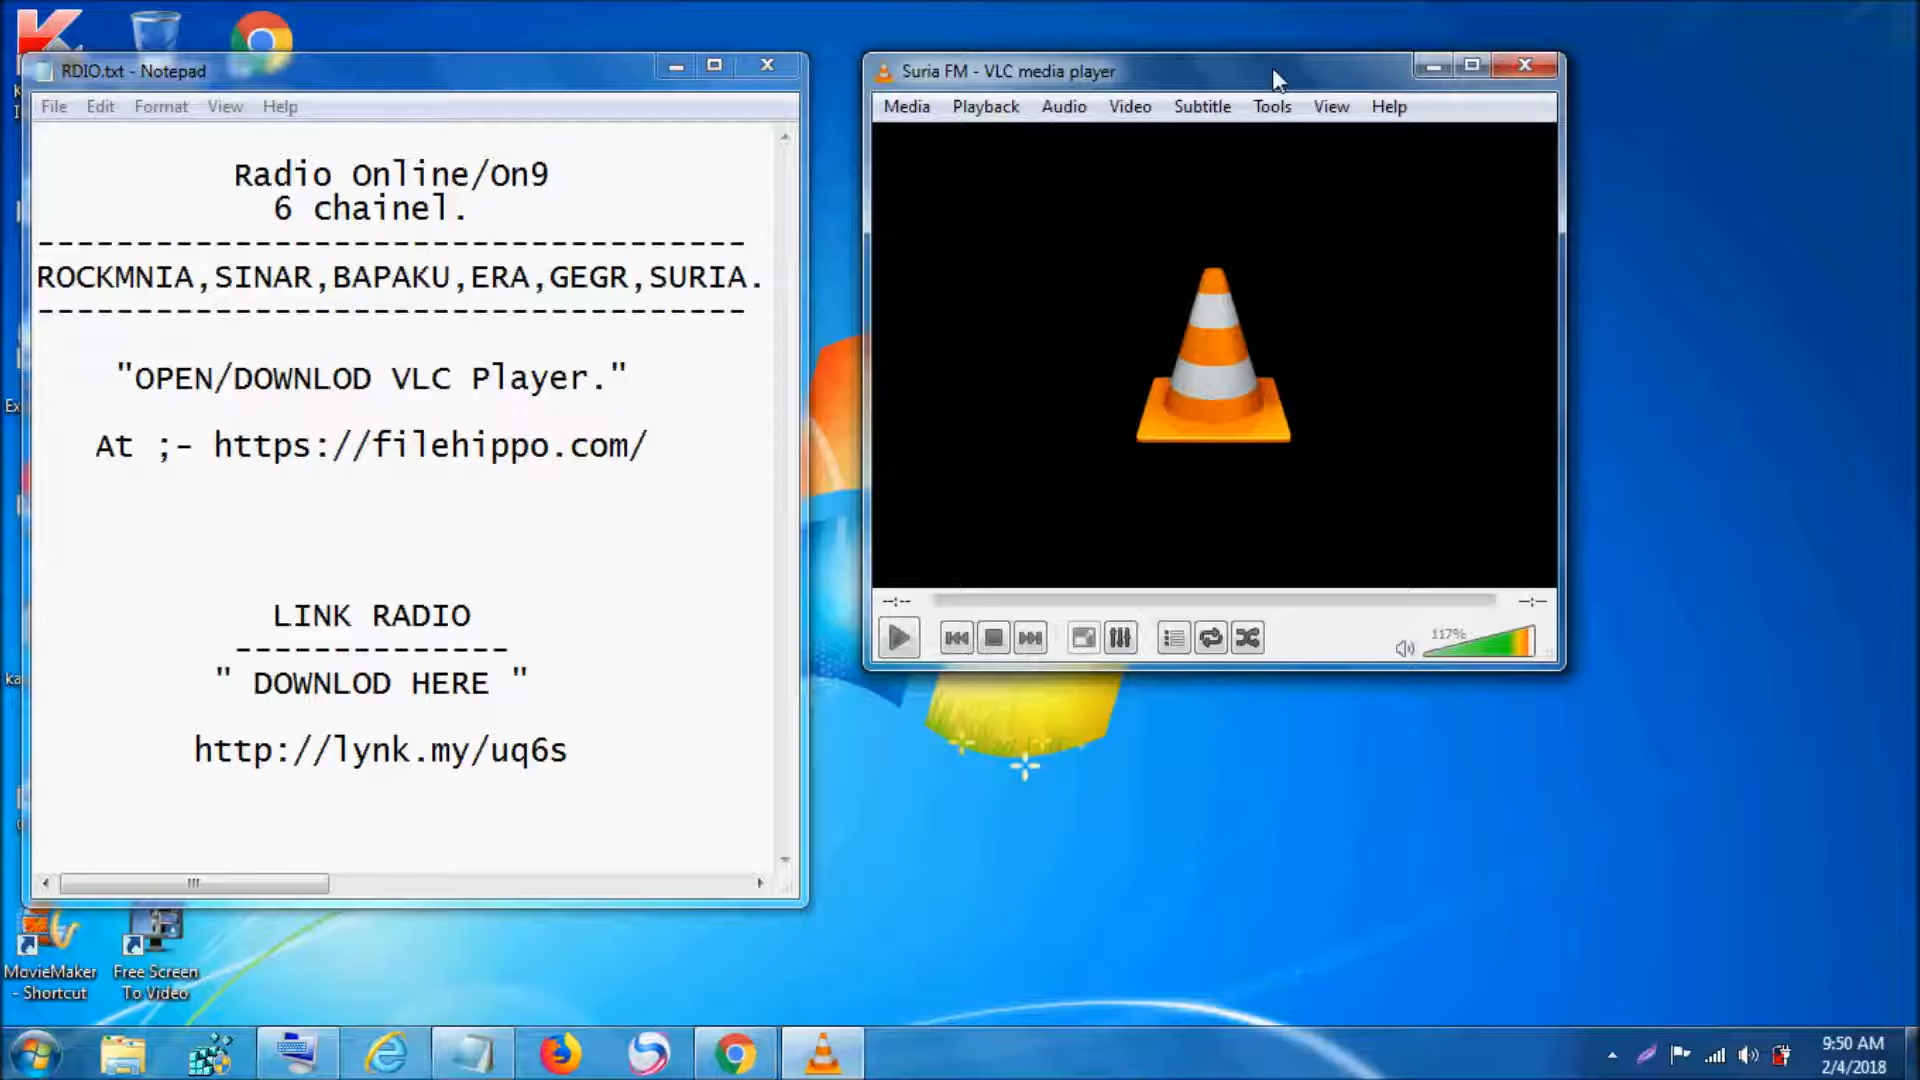 RDIO.txt - Notepad
File Edit Format View Help
Radio Online/On9
6 chainel.
------------------------------------
ROCKMNIA,SINAR,BAPAKU,ERA,GEGR,SURIA.
------------------------------------
"OPEN/DOWNLOD VLC Player."
At ;- https://filehippo.com/
LINK RADIO
--------------
" DOWNLOD HERE "
http://lynk.my/uq6s
Suria FM - VLC media player
Media Playback Audio Video Subtitle Tools View Help
--:-- --:--
117%
MovieMaker
- Shortcut
Free Screen
To Video
9:50 AM
2/4/2018